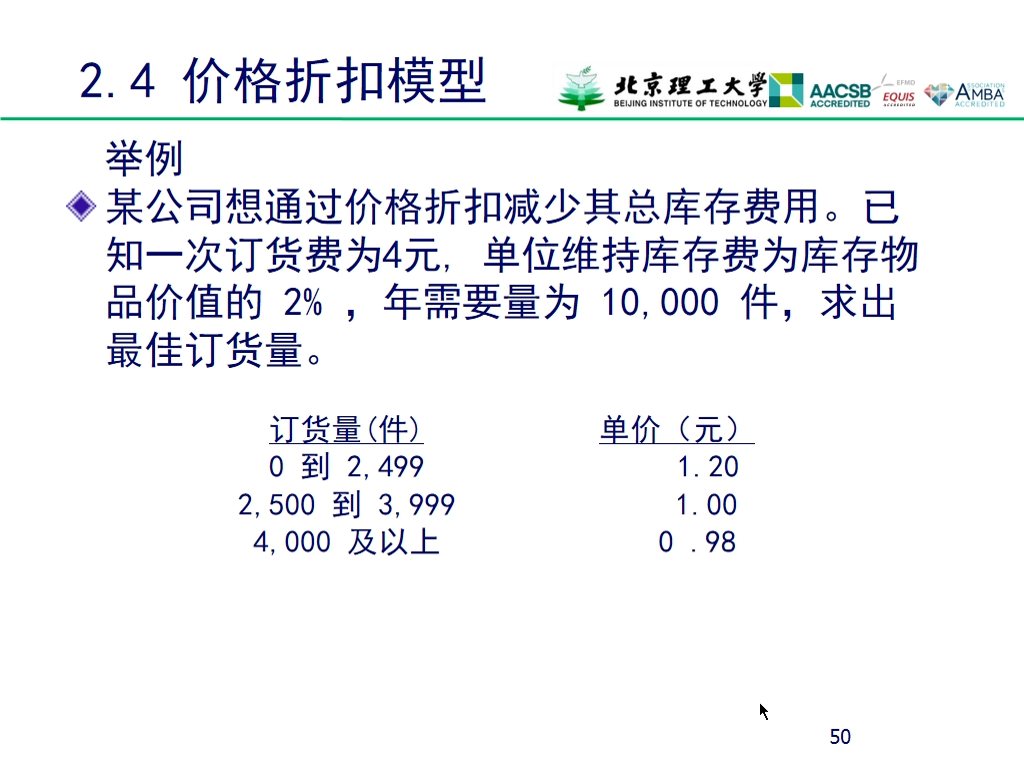 2.4 价格折扣模型
北京理工大学
BEIJING INSTITUTE OF TECHNOLOGY
AACSB
ACCREDITED
EFMD
EQUIS
ACCREDITED
ASSOCIATION
AMBA
ACCREDITED
举例
某公司想通过价格折扣减少其总库存费用。已
知一次订货费为4元, 单位维持库存费为库存物
品价值的 2% ,年需要量为 10,000 件,求出
最佳订货量。
订货量(件) 单价（元）
0 到 2,499 1.20
2,500 到 3,999 1.00
4,000 及以上 0 .98
50